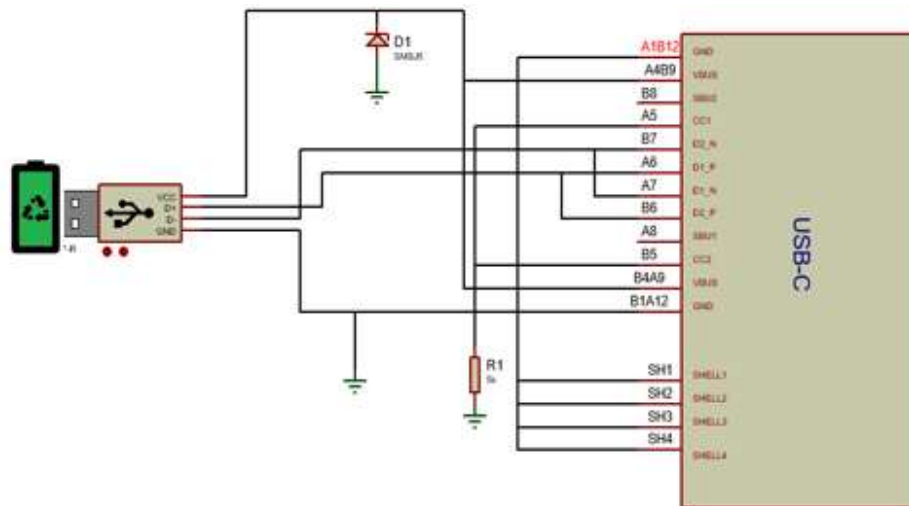 D1
VCC
D+
D-
GND
A1B12
GND
A4B9
VBUS
B8
SBU2
A5
CC1
B7
D2_N
A6
D1_P
A7
D1_N
B6
D2_P
A8
SBU1
B5
CC2
B4A9
VBUS
B1A12
GND
USB-C
R1
5k
SH1
SHELL1
SH2
SHELL2
SH3
SHELL3
SH4
SHELL4